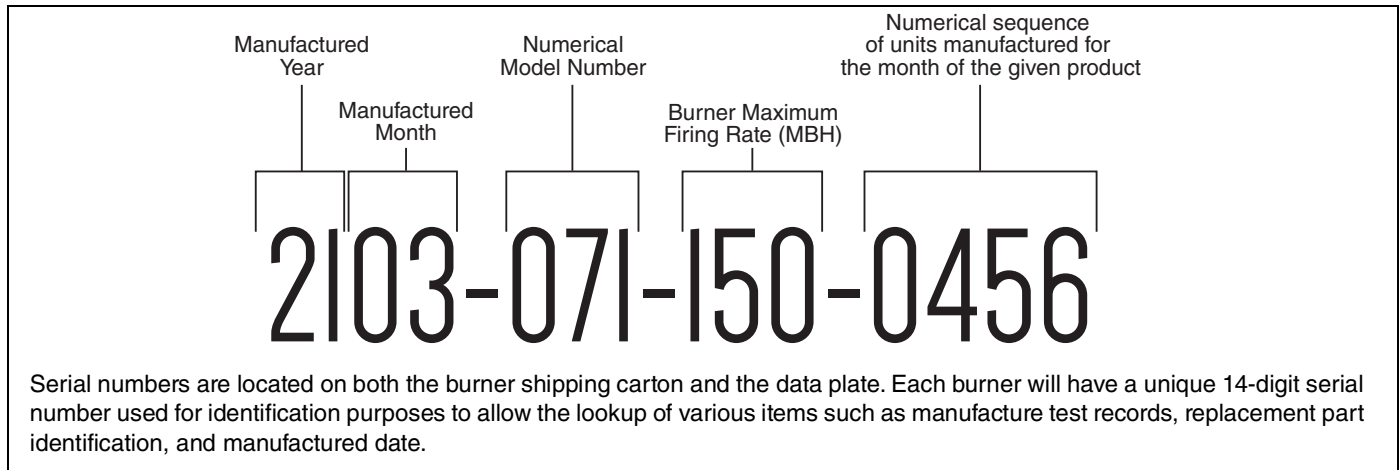 Manufactured
Year
Manufactured
Month
Numerical
Model Number
Burner Maximum
Firing Rate (MBH)
Numerical sequence
of units manufactured for
the month of the given product
2103-071-150-0456
Serial numbers are located on both the burner shipping carton and the data plate. Each burner will have a unique 14-digit serial
number used for identification purposes to allow the lookup of various items such as manufacture test records, replacement part
identification, and manufactured date.